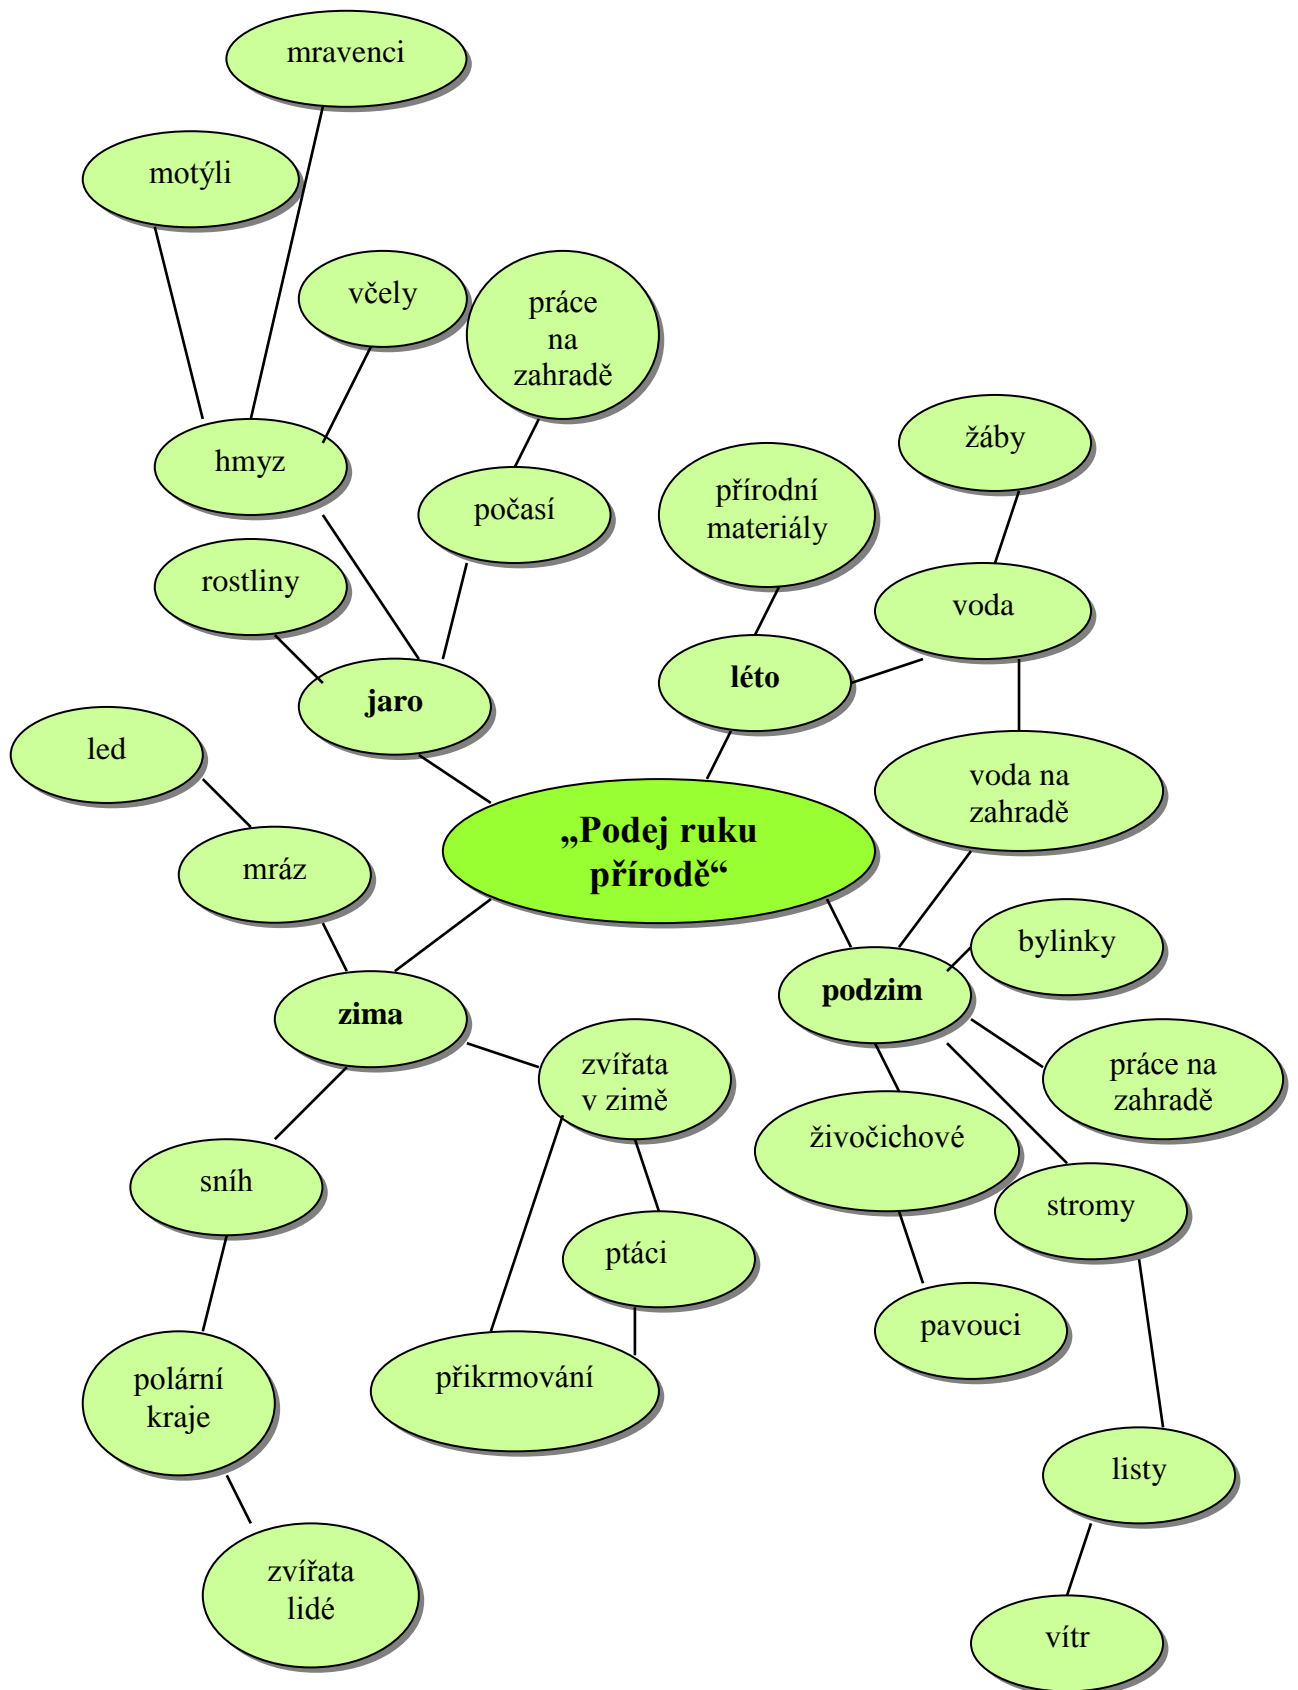 mravenci
motýli
včely
práce
na
zahradě
žáby
hmyz
přírodní
materiály
počasí
rostliny
voda
léto
jaro
led
voda na
zahradě
„Podej ruku
přírodě“
mráz
bylinky
podzim
zima
zvířata
v zimě
práce na
zahradě
živočichové
sníh
stromy
ptáci
pavouci
polární
kraje
přikrmování
listy
zvířata
lidé
vítr